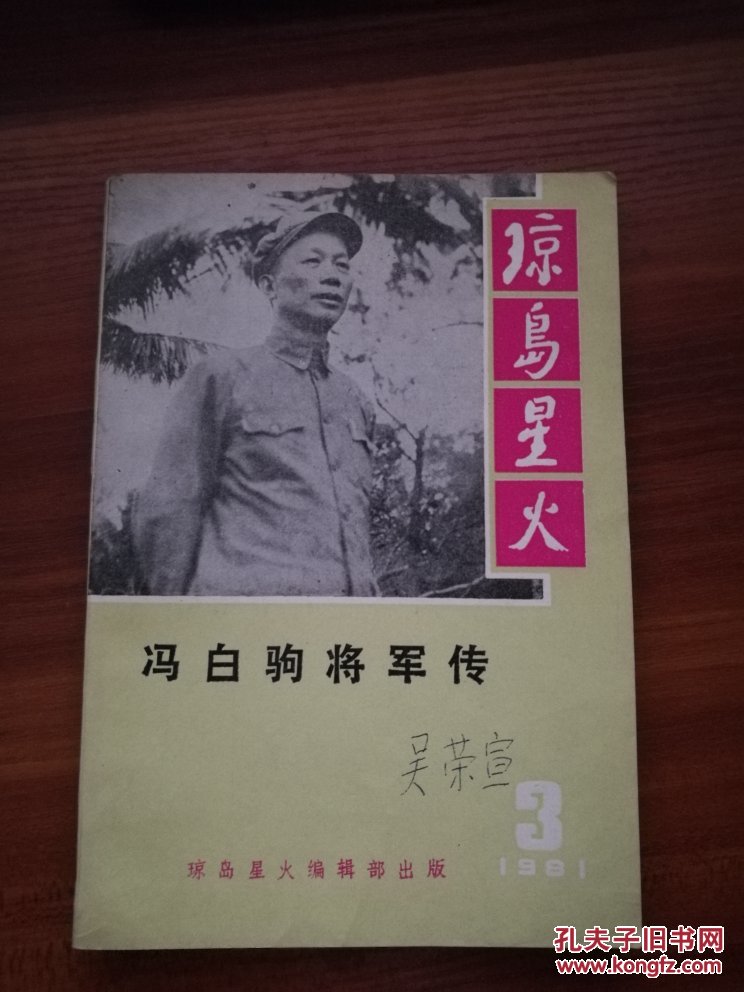 琼島星火
冯白驹将军传
吴荣宣
3
1981
琼岛星火编辑部出版
孔夫子旧书网
www.kongfz.com